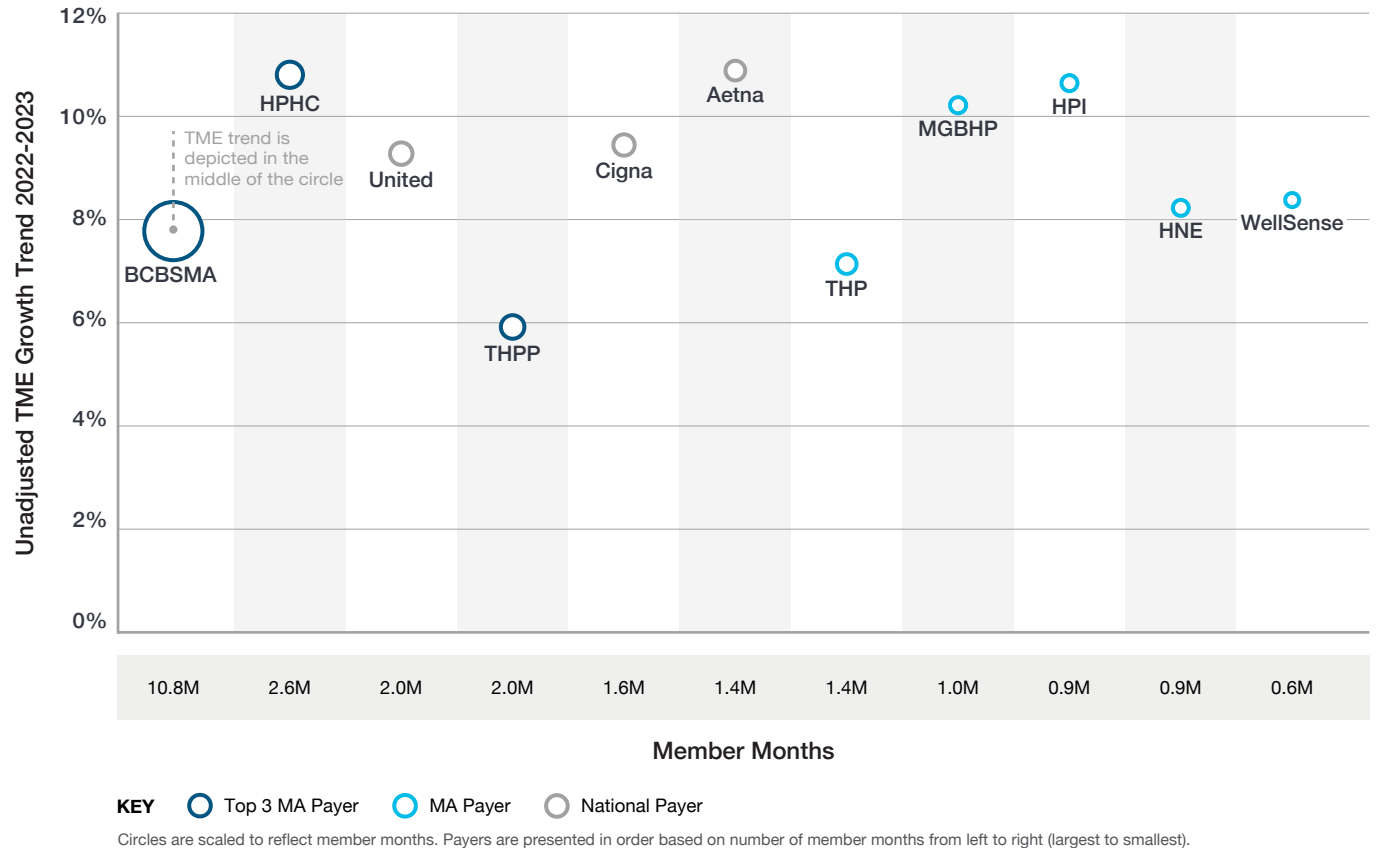 Unadjusted TME Growth Trend 2022-2023
12%
10%
8%
6%
4%
2%
0%
TME trend is
depicted in the
middle of the circle
BCBSMA
HPHC
United
THPP
Cigna
Aetna
THP
MGBHP
HPI
HNE
WellSense
10.8M 2.6M 2.0M 2.0M 1.6M 1.4M 1.4M 1.0M 0.9M 0.9M 0.6M
Member Months
KEY Top 3 MA Payer MA Payer National Payer
Circles are scaled to reflect member months. Payers are presented in order based on number of member months from left to right (largest to smallest).